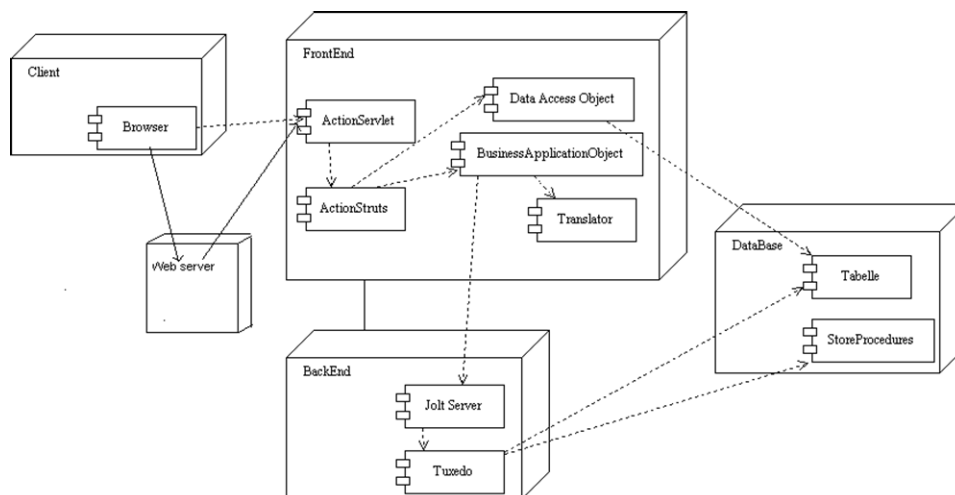 Client
Browser
Web server
FrontEnd
ActionServlet
ActionStruts
Data Access Object
BusinessApplicationObject
Translator
DataBase
Tabelle
StoreProcedures
BackEnd
Jolt Server
Tuxedo